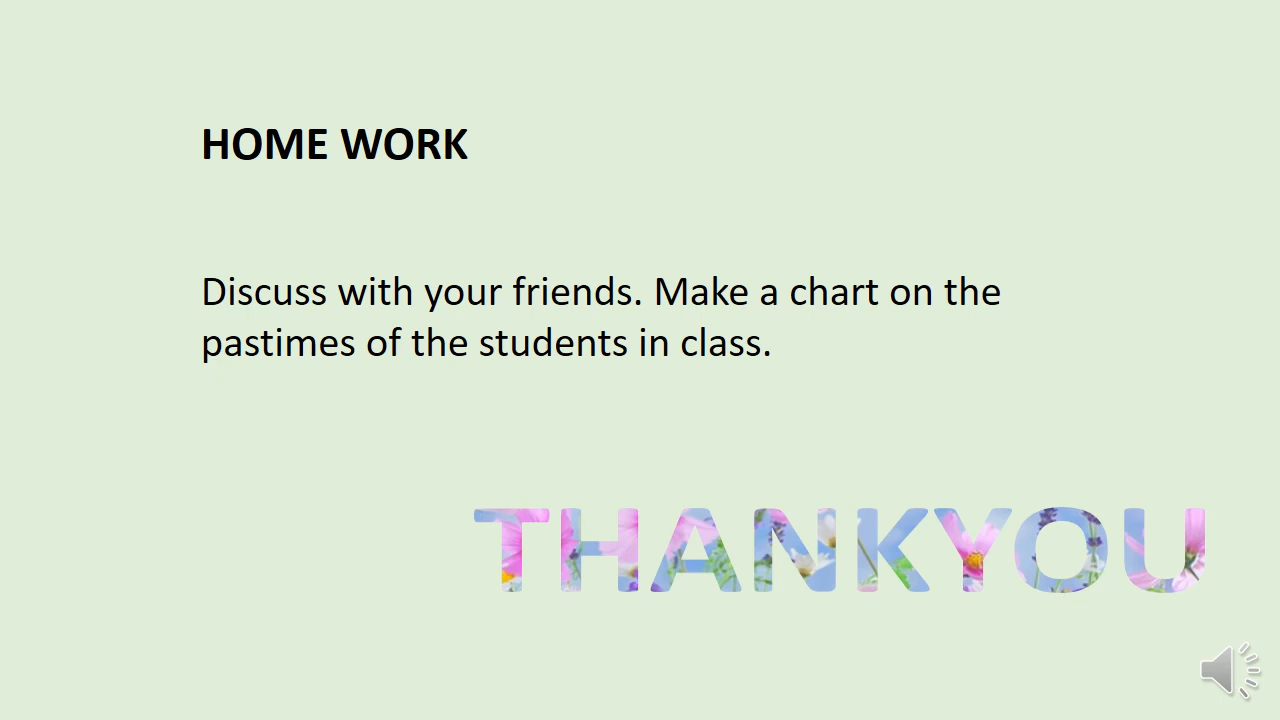 HOME WORK
Discuss with your friends. Make a chart on the
pastimes of the students in class.
THANKYOU